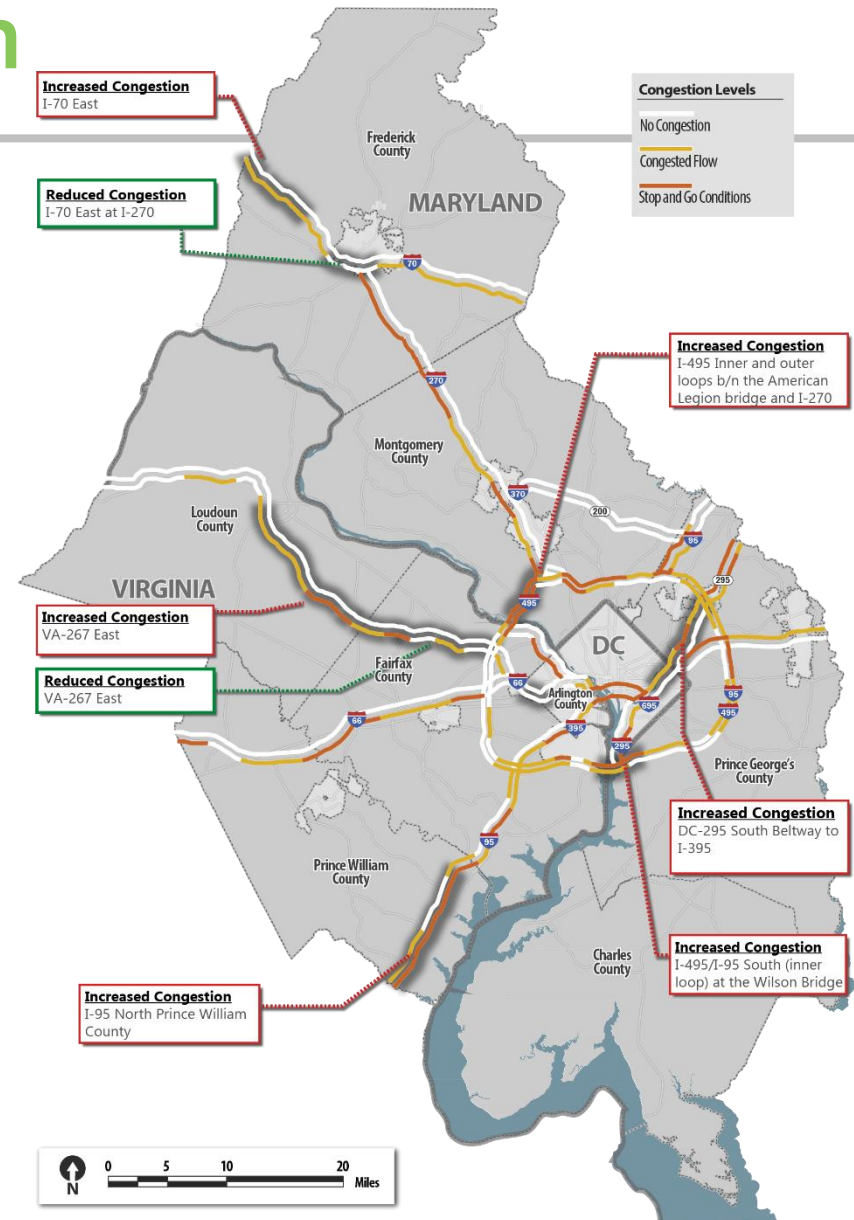 n
Increased Congestion
I-70 East
Congestion Levels
No Congestion
Congested Flow
Stop and Go Conditions
Frederick
County
Reduced Congestion
I-70 East at I-270
MARYLAND
70
Increased Congestion
I-495 Inner and outer
loops b/n the American
Legion bridge and I-270
270
Montgomery
County
370
200
95
Loudoun
County
295
VIRGINIA
495
Increased Congestion
VA-267 East
DC
Fairfax
County
Reduced Congestion
VA-267 East
66
Arlington
County
95
695
495
66
395
295
Prince George's
County
Increased Congestion
DC-295 South Beltway to
I-395
95
Prince William
County
Charles
County
Increased Congestion
I-495/I-95 South (inner
loop) at the Wilson Bridge
Increased Congestion
I-95 North Prince William
County
N
0 5 10 20
Miles